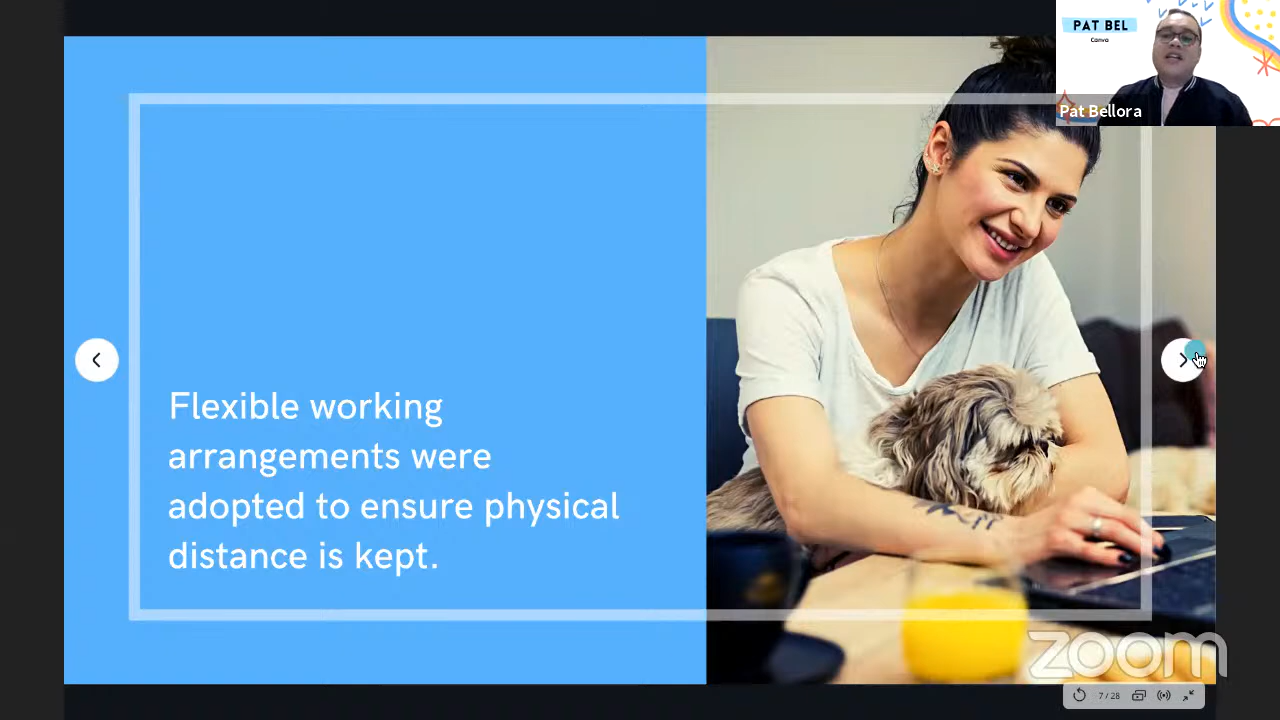 PAT BEL
Canva
Pat Bellora
Flexible working
arrangements were
adopted to ensure physical
distance is kept.
zoom
7 / 28